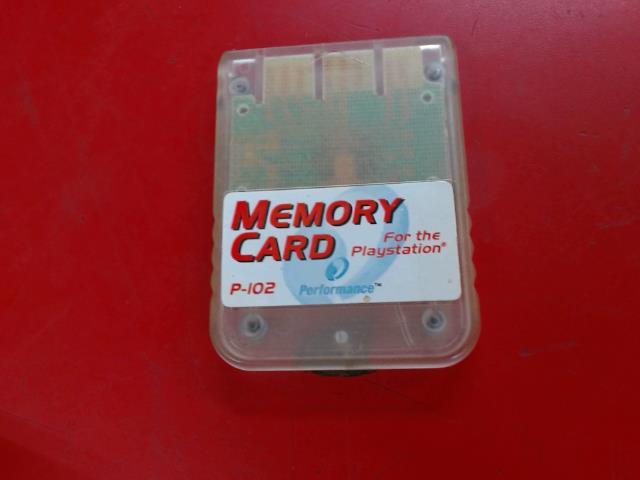 MEMORY
CARD
For the
Playstation®
P-102
Performance™